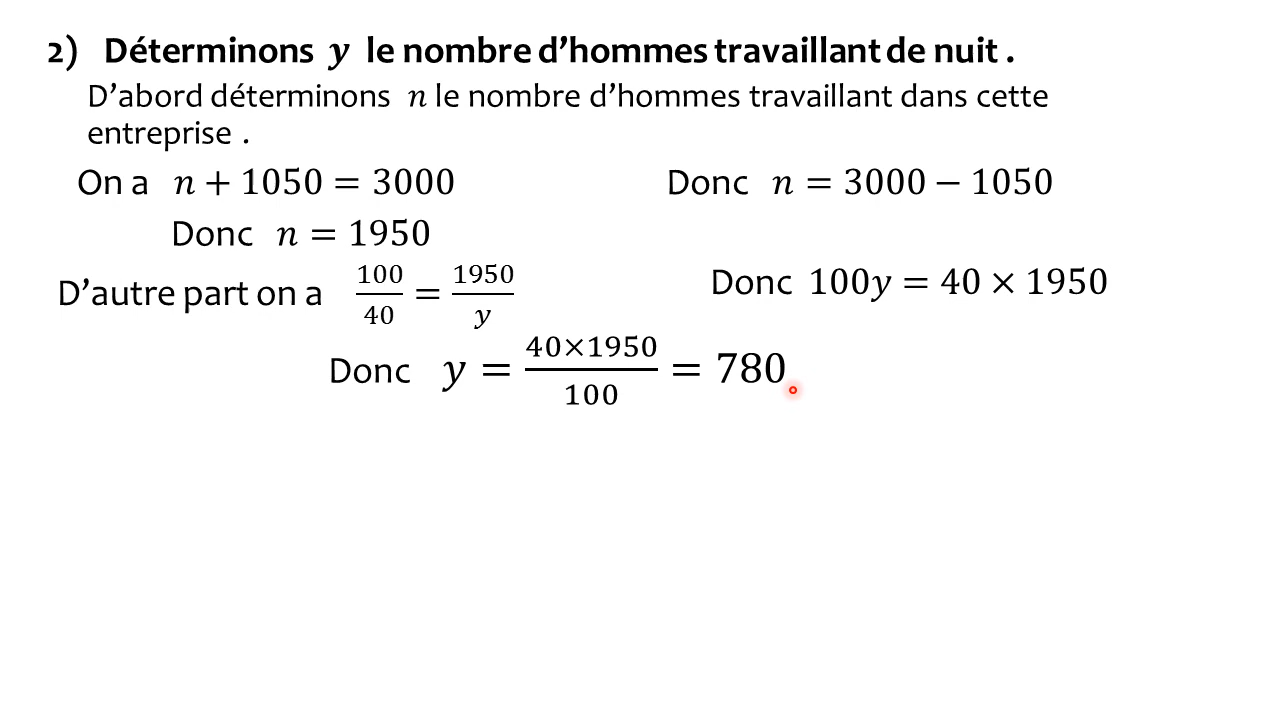 2) Déterminons y le nombre d’hommes travaillant de nuit .
D’abord déterminons n le nombre d’hommes travaillant dans cette
entreprise .
On a n + 1050 = 3000 Donc n = 3000 − 1050
Donc n = 1950
D’autre part on a 100/40 = 1950/y Donc 100y = 40 × 1950
Donc y = 40×1950/100 = 780